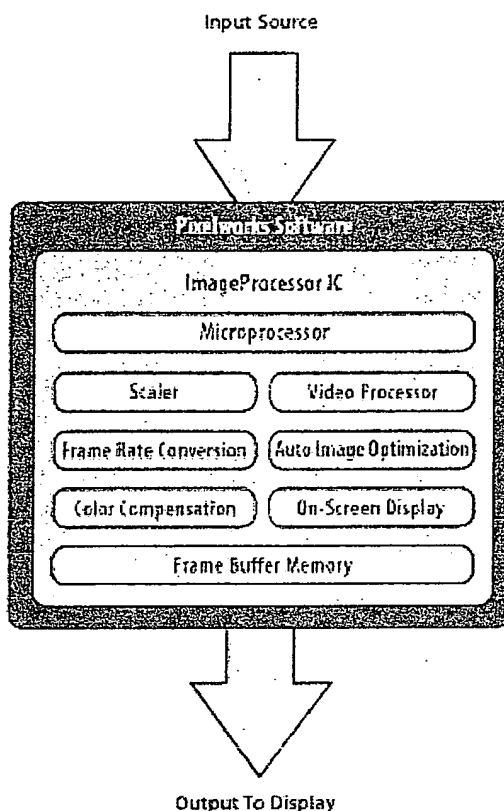 Input Source
Pixelworks Software
ImageProcessor IC
Microprocessor
Scaler
Video Processor
Frame Rate Conversion
Auto Image Optimization
Color Compensation
On-Screen Display
Frame Buffer Memory
Output To Display